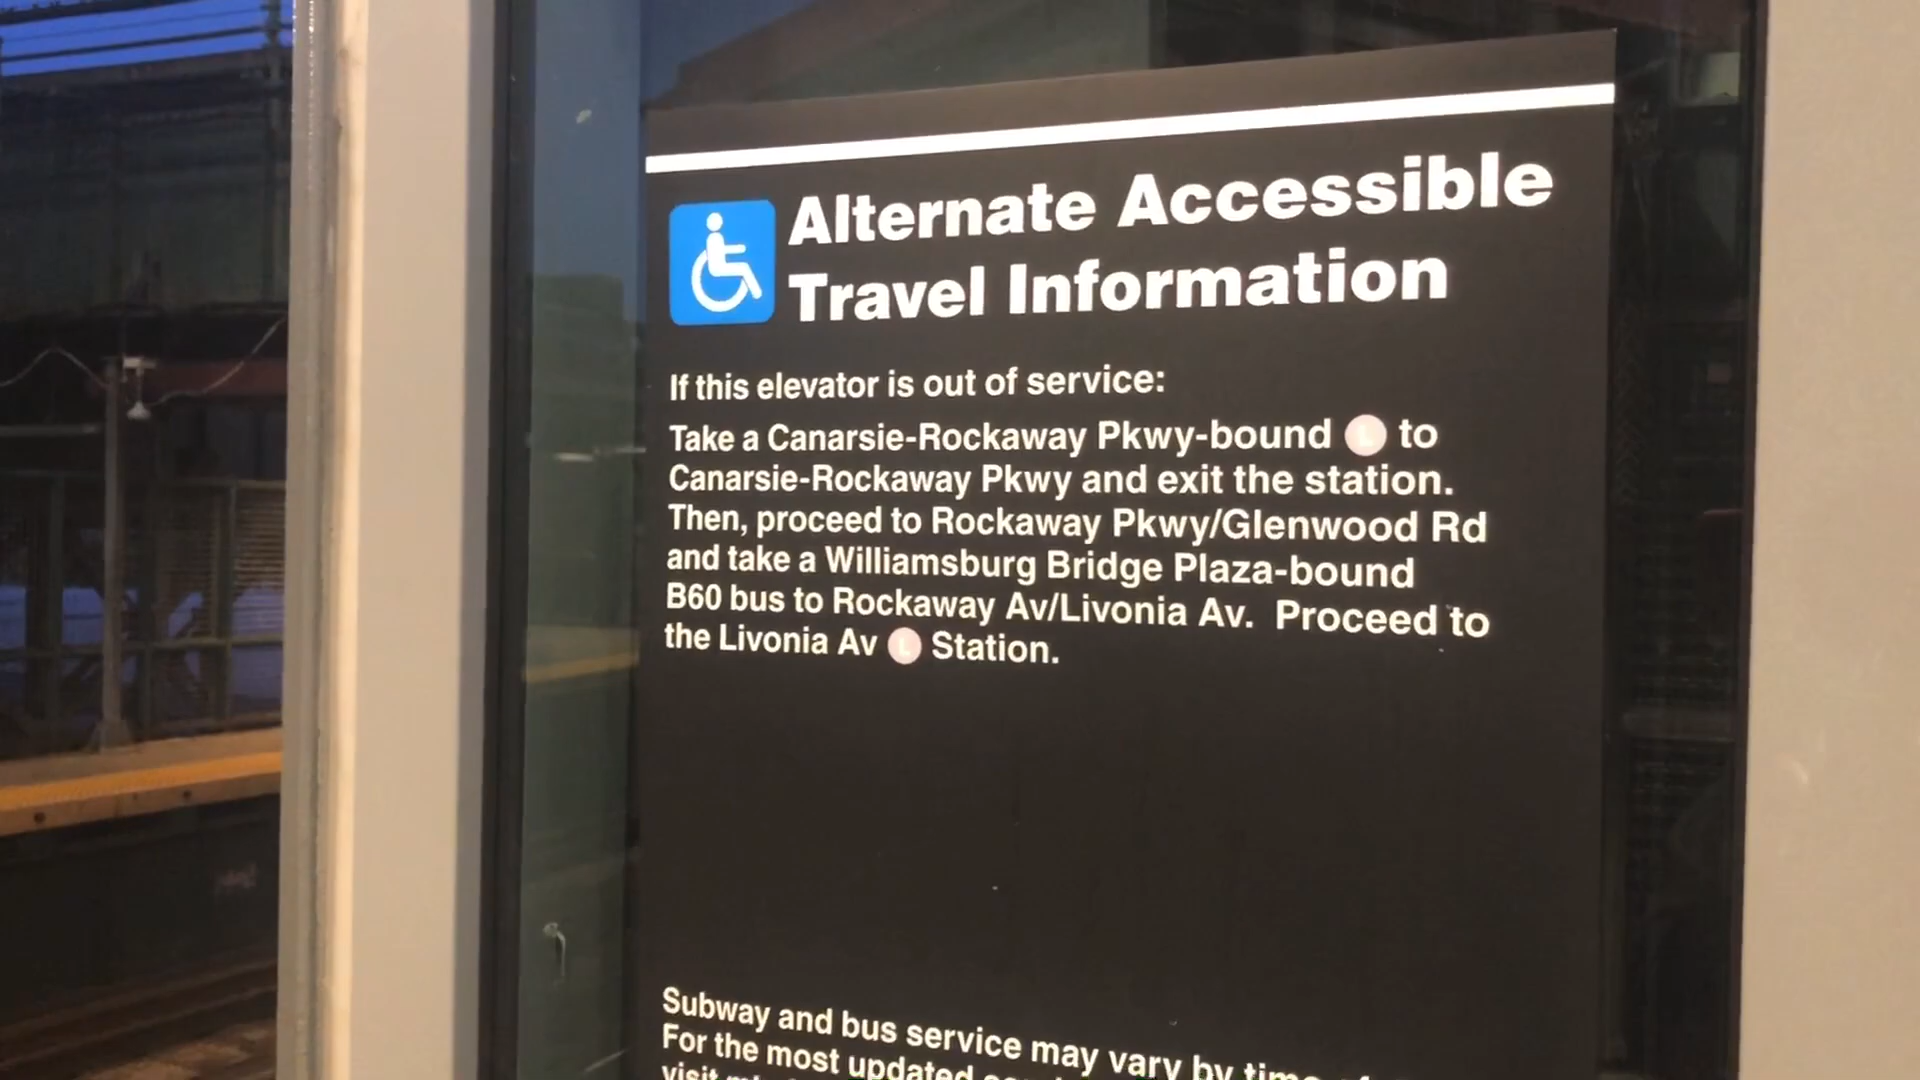 Alternate Accessible
Travel Information
If this elevator is out of service:
Take a Canarsie-Rockaway Pkwy-bound L to
Canarsie-Rockaway Pkwy and exit the station.
Then, proceed to Rockaway Pkwy/Glenwood Rd
and take a Williamsburg Bridge Plaza-bound
B60 bus to Rockaway Av/Livonia Av. Proceed to
the Livonia Av L Station.
Subway and bus service may vary by time
For the most updated
visit